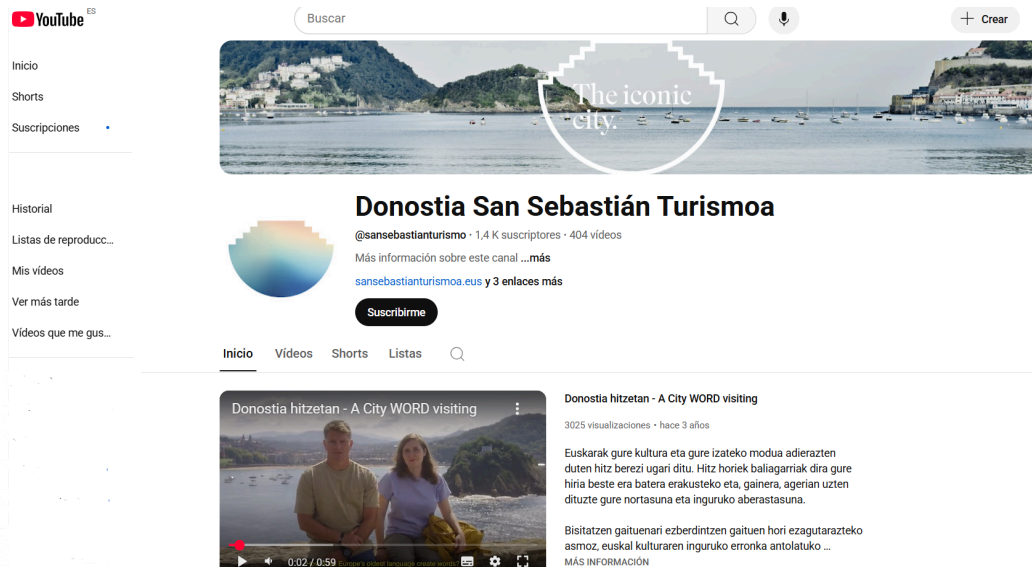 YouTube ES
Buscar
Crear
Inicio
Shorts
Suscripciones
Historial
Listas de reproducc...
Mis vídeos
Ver más tarde
Vídeos que me gus...
The iconic
city.
Donostia San Sebastián Turismoa
@sansebastianturismo · 1,4 K suscriptores · 404 vídeos
Más información sobre este canal ...más
sansebastianturismoa.eus y 3 enlaces más
Suscribirme
Inicio Vídeos Shorts Listas
Donostia hitzetan - A City WORD visiting
0:02 / 0:59 Europe's oldest language create words?
Donostia hitzetan - A City WORD visiting
3025 visualizaciones · hace 3 años
Euskarak gure kultura eta gure izateko modua adierazten
duten hitz berezi ugari ditu. Hitz horiek baliagarriak dira gure
hiria beste era batera erakusteko eta, gainera, agerian uzten
dituzte gure nortasuna eta inguruko aberastasuna.
Bisitatzen gaituenari ezberdintzen gaituen hori ezagutarazteko
asmoz, euskal kulturaren inguruko erronka antolatuko ...
MÁS INFORMACIÓN